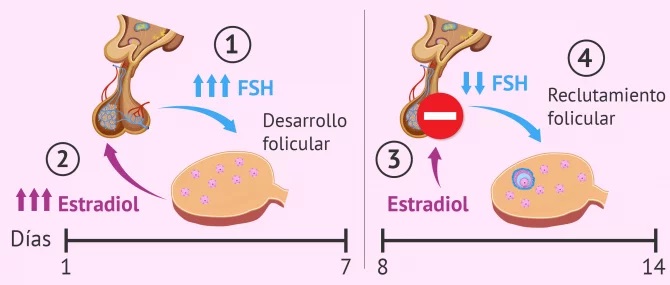 1
FSH
Desarrollo
folicular
2
Estradiol
Días
1
7
4
FSH
Reclutamiento
folicular
3
Estradiol
8
14